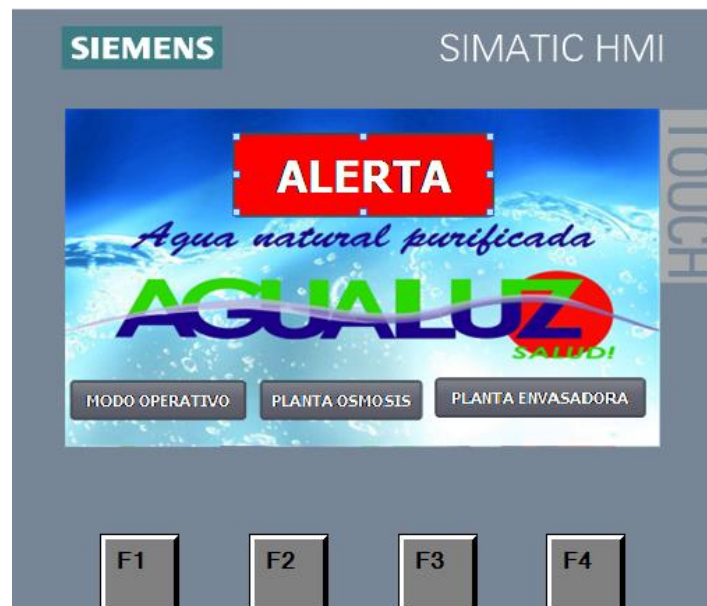 SIEMENS SIMATIC HMI
TOUCH
ALERTA
Agua natural purificada
AGUALUZ
SALUD!
MODO OPERATIVO PLANTA OSMOSIS PLANTA ENVASADORA
F1 F2 F3 F4